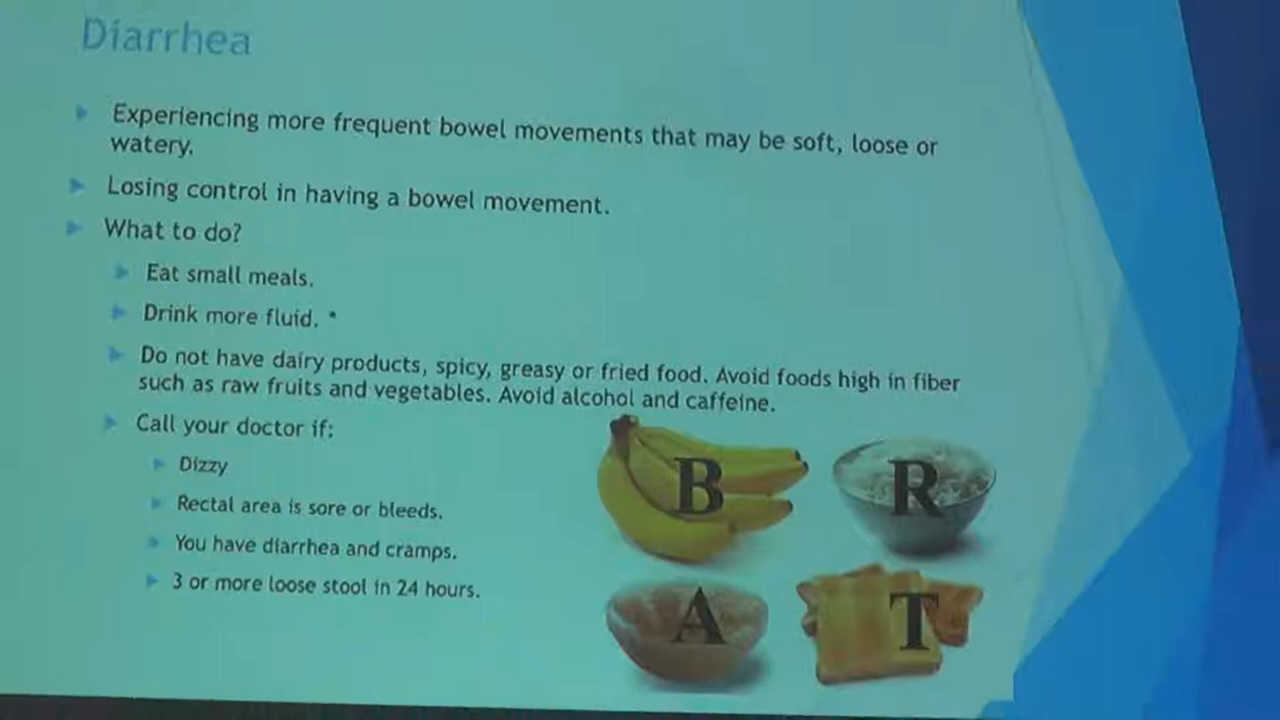 Diarrhea
Experiencing more frequent bowel movements that may be soft, loose or
watery.
Losing control in having a bowel movement.
What to do?
Eat small meals.
Drink more fluid. *
Do not have dairy products, spicy, greasy or fried food. Avoid foods high in fiber
such as raw fruits and vegetables. Avoid alcohol and caffeine.
Call your doctor if:
Dizzy
Rectal area is sore or bleeds.
You have diarrhea and cramps.
3 or more loose stool in 24 hours.
B
R
A
T